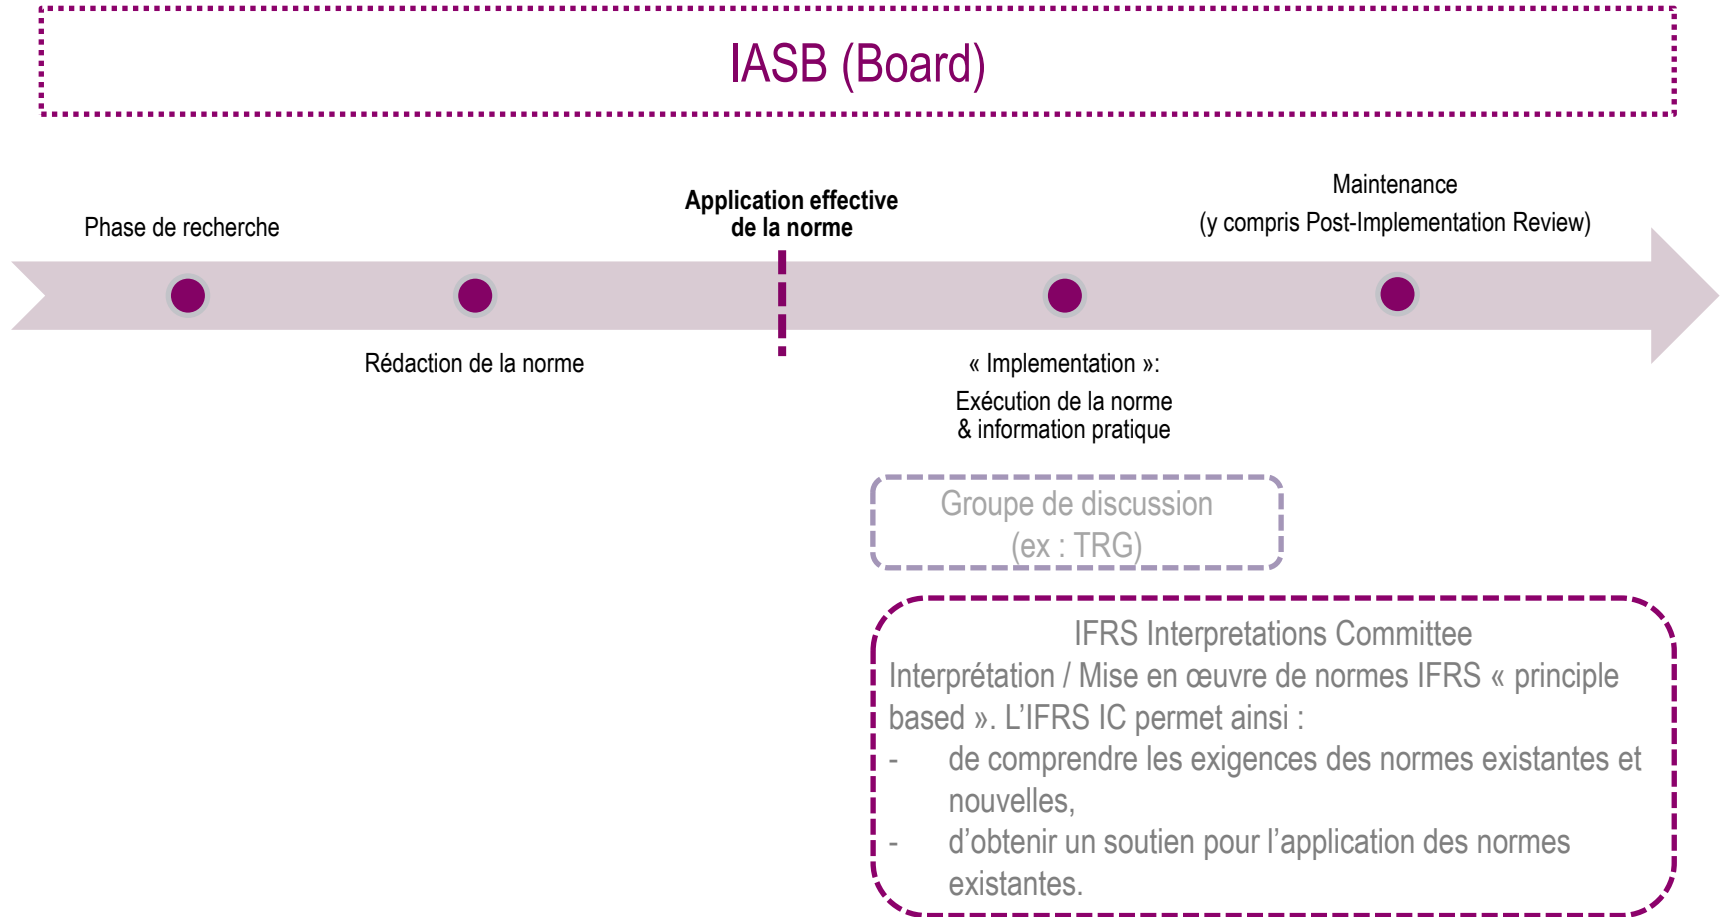 IASB (Board)
Phase de recherche
Application effective
de la norme
Maintenance
(y compris Post-Implementation Review)
Rédaction de la norme
« Implementation »:
Exécution de la norme
& information pratique
Groupe de discussion
(ex : TRG)
IFRS Interpretations Committee
Interprétation / Mise en œuvre de normes IFRS « principle
based ». L’IFRS IC permet ainsi :
- de comprendre les exigences des normes existantes et
nouvelles,
- d’obtenir un soutien pour l’application des normes
existantes.